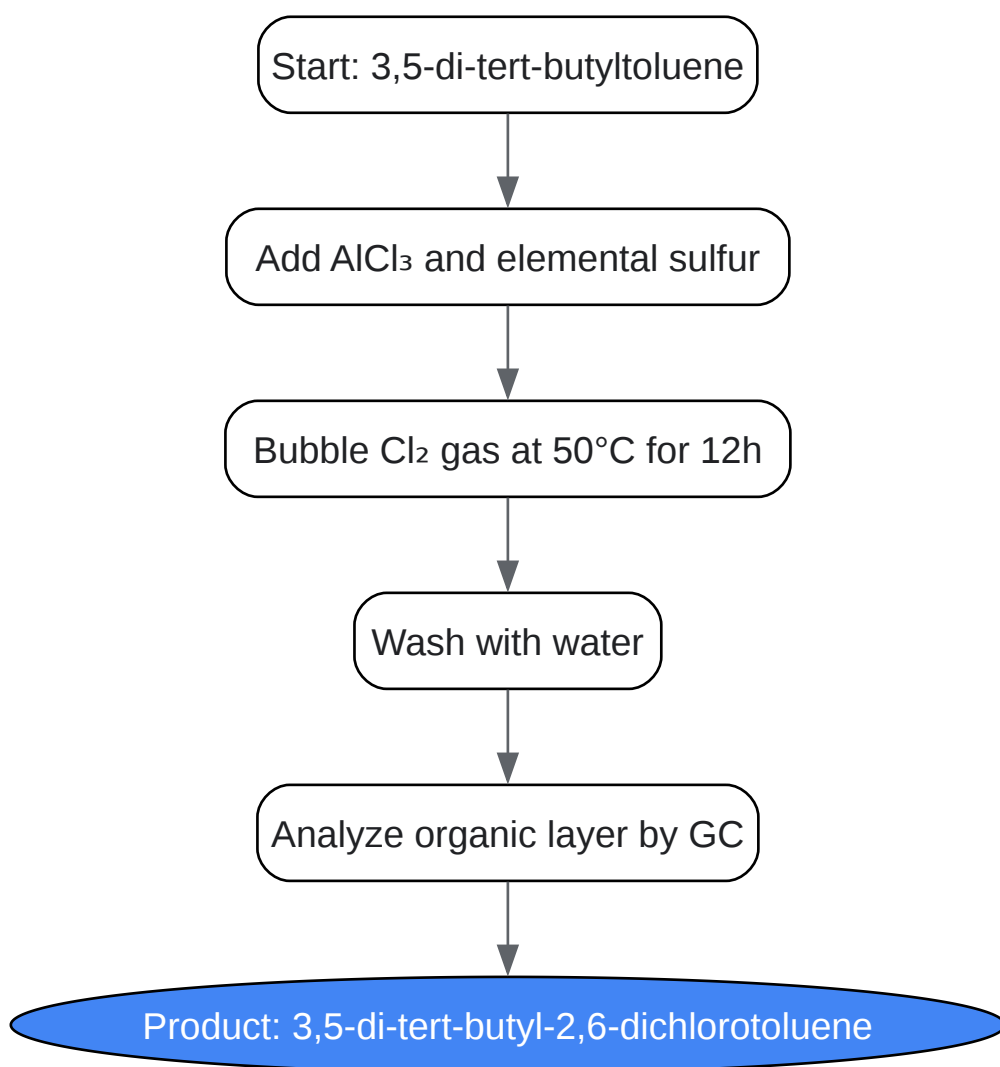 Start: 3,5-di-tert-butyltoluene
Add AlCl₃ and elemental sulfur
Bubble Cl₂ gas at 50°C for 12h
Wash with water
Analyze organic layer by GC
Product: 3,5-di-tert-butyl-2,6-dichlorotoluene